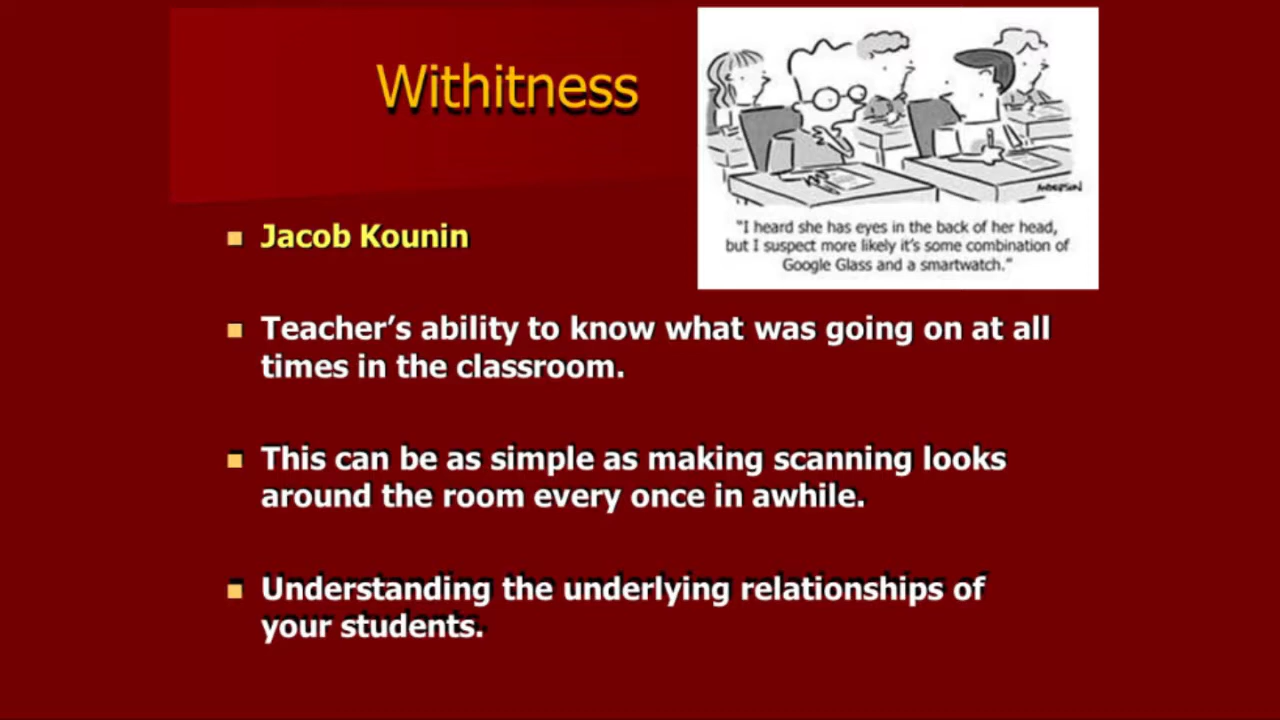 Withitness
ANDERSON
"I heard she has eyes in the back of her head,
but I suspect more likely it's some combination of
Google Glass and a smartwatch."
Jacob Kounin
Teacher’s ability to know what was going on at all
times in the classroom.
This can be as simple as making scanning looks
around the room every once in awhile.
Understanding the underlying relationships of
your students.